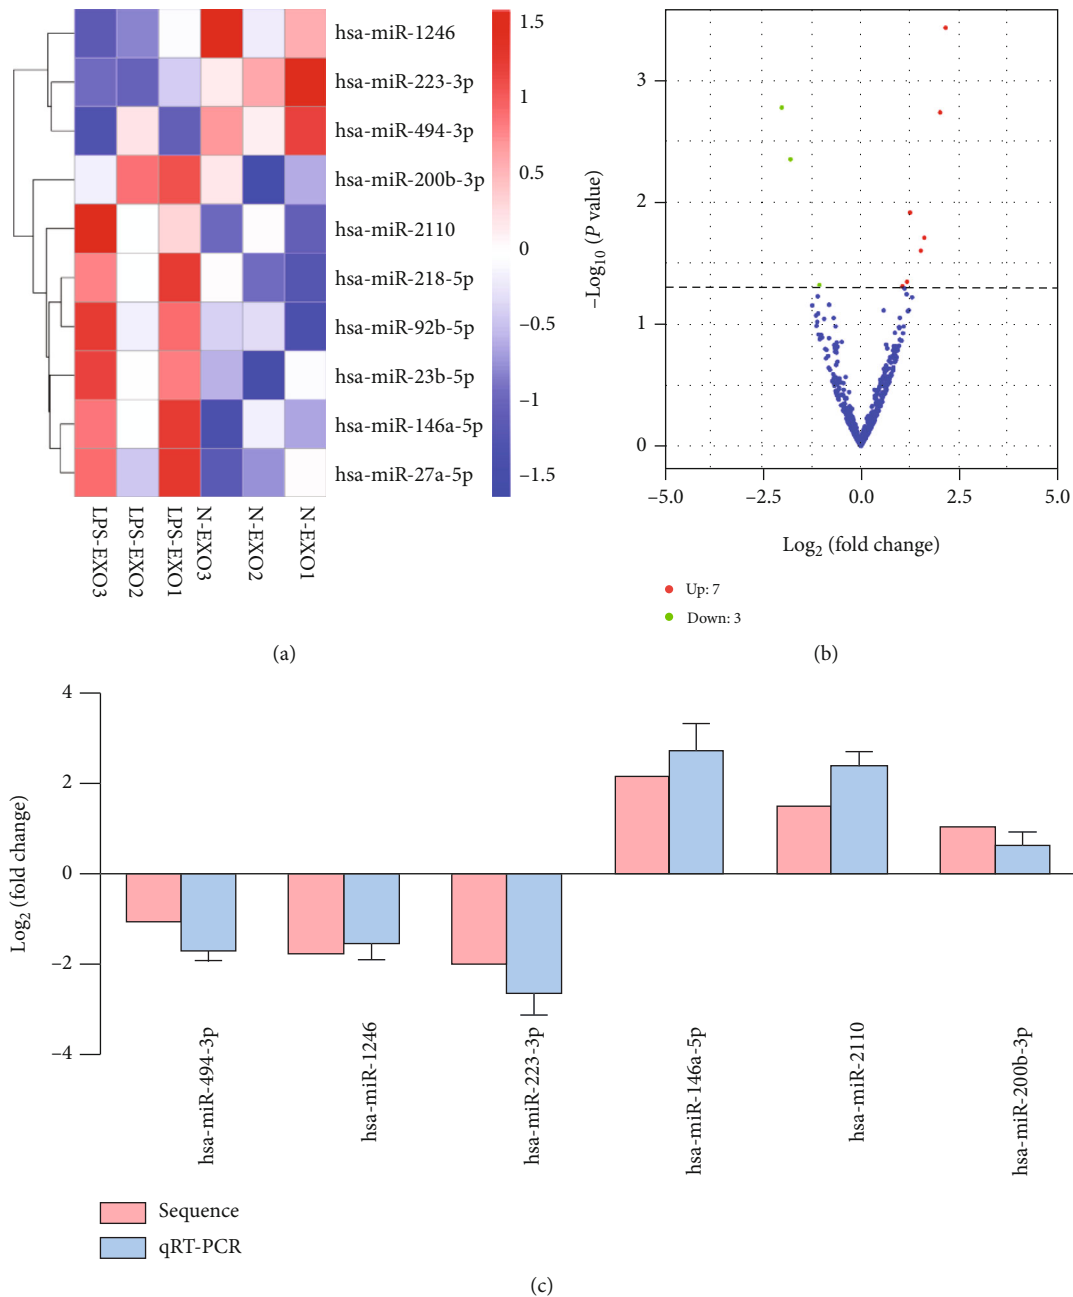 hsa-miR-1246
hsa-miR-223-3p
hsa-miR-494-3p
hsa-miR-200b-3p
hsa-miR-2110
hsa-miR-218-5p
hsa-miR-92b-5p
hsa-miR-23b-5p
hsa-miR-146a-5p
hsa-miR-27a-5p
1.5
1
0.5
0
−0.5
−1
−1.5
LPS-EXO3
LPS-EXO2
LPS-EXO1
N-EXO3
N-EXO2
N-EXO1
(a)
−Log10 (P value)
3
2
1
0
−5.0
−2.5
0.0
2.5
5.0
Log2 (fold change)
Up: 7
Down: 3
(b)
Log2 (fold change)
4
2
0
−2
−4
hsa-miR-494-3p
hsa-miR-1246
hsa-miR-223-3p
hsa-miR-146a-5p
hsa-miR-2110
hsa-miR-200b-3p
Sequence
qRT-PCR
(c)